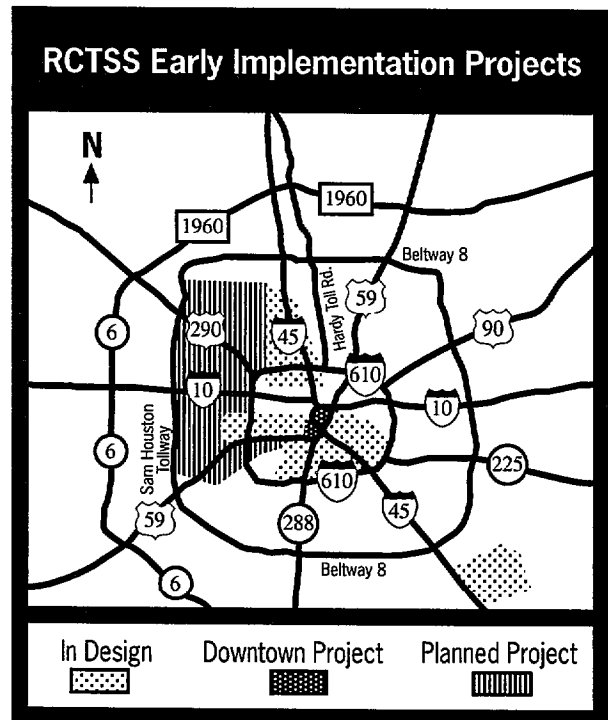 RCTSS Early Implementation Projects
N
1960
1960
Beltway 8
Hardy Toll Rd.
59
6
290
45
90
610
10
10
Sam Houston
Tollway
6
610
225
59
288
45
6
Beltway 8
In Design
Downtown Project
Planned Project